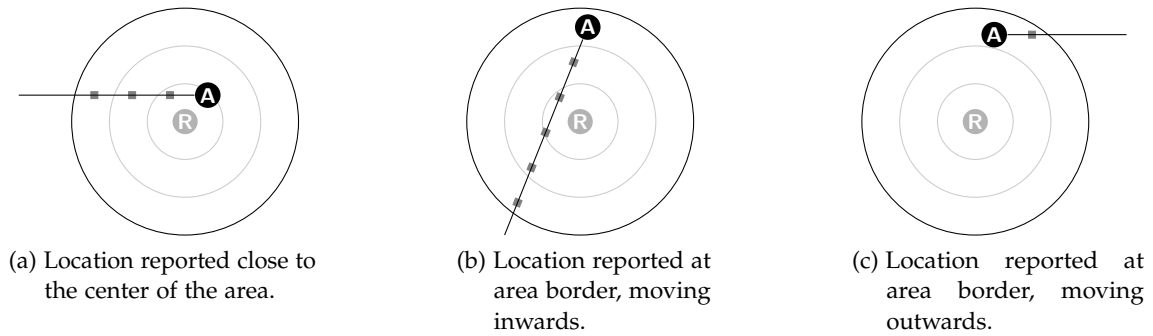 A
R
A
R
A
R
(a) Location reported close to
the center of the area.
(b) Location reported at
area border, moving
inwards.
(c) Location reported at
area border, moving
outwards.